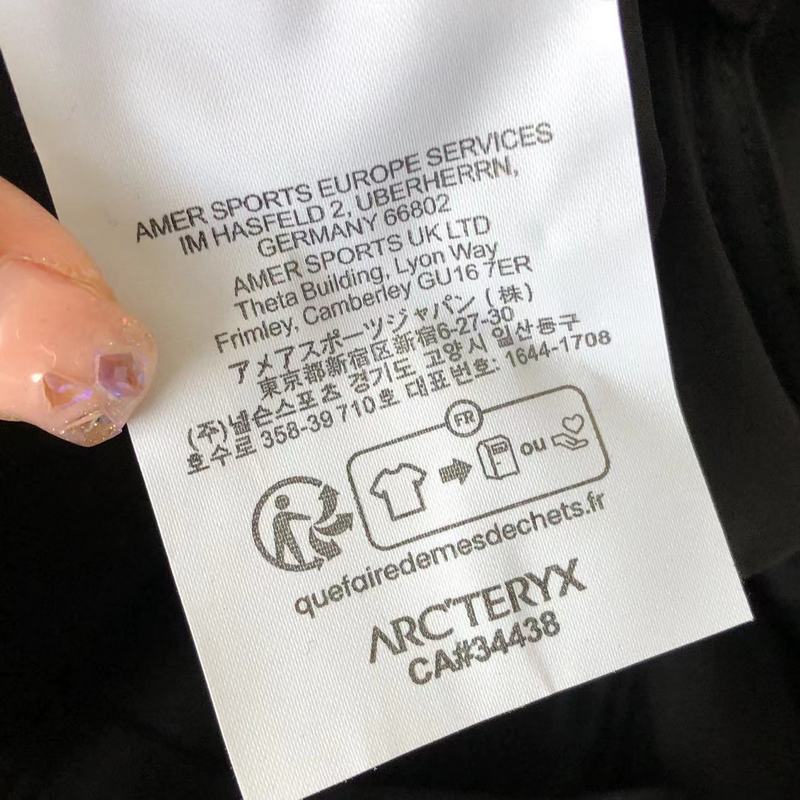 AMER SPORTS EUROPE SERVICES
IM HASFELD 2, UBERHERRN,
GERMANY 66802
AMER SPORTS UK LTD
Theta Building, Lyon Way
Frimley, Camberley GU16 7ER
アメアスポーツジャパン (株)
東京都新宿区新宿6-27-30
(주)넬슨스포츠 경기도 고양시 일산동구
호수로 358-39 710호 대표번호: 1644-1708
FR
ou
quefairedemesdechets.fr
ARC'TERYX
CA#34438